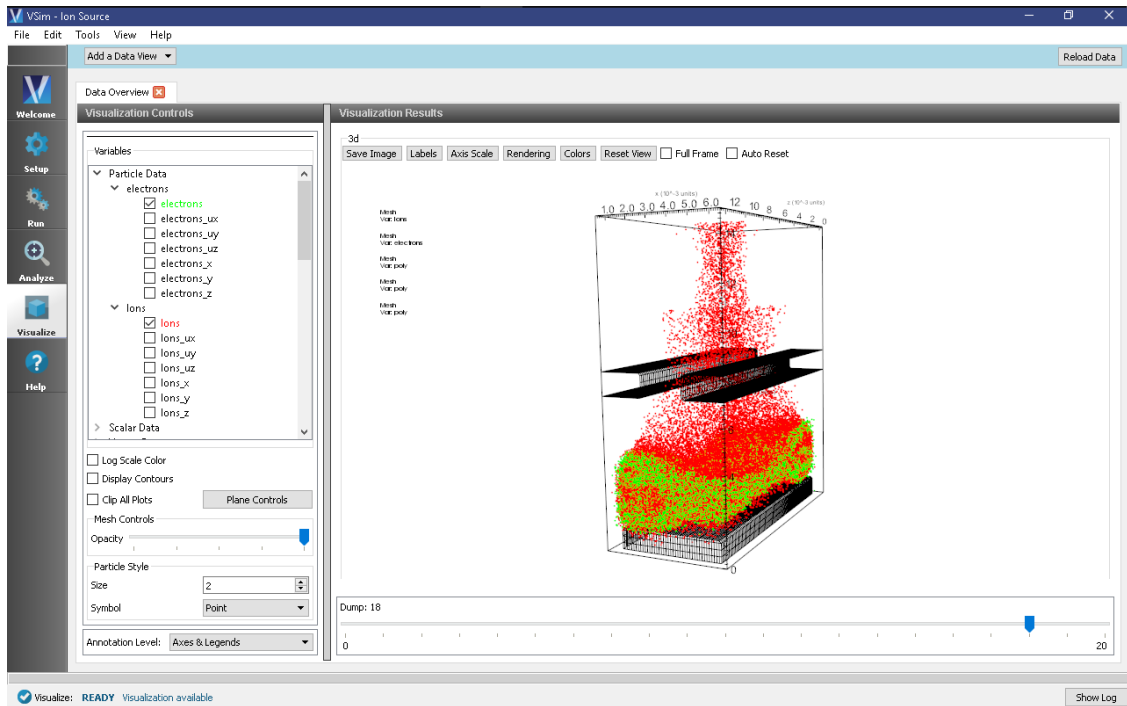 VSim - Ion Source
File Edit Tools View Help
Add a Data View
Reload Data
Welcome
Setup
Run
Analyze
Visualize
Help
Data Overview
Visualization Controls
Variables
Particle Data
electrons
electrons
electrons_ux
electrons_uy
electrons_uz
electrons_x
electrons_y
electrons_z
Ions
Ions
Ions_ux
Ions_uy
Ions_uz
Ions_x
Ions_y
Ions_z
Scalar Data
Log Scale Color
Display Contours
Clip All Plots
Plane Controls
Mesh Controls
Opacity
Particle Style
Size 2
Symbol Point
Annotation Level: Axes & Legends
Visualization Results
3d
Save Image Labels Axis Scale Rendering Colors Reset View Full Frame Auto Reset
Mesh
Var: Ions
Mesh
Var: electrons
Mesh
Var: poly
Mesh
Var: poly
Mesh
Var: poly
x (10^-3 units)
1.0 2.0 3.0 4.0 5.0 6.0
z (10^-3 units)
12 10 8 6 4 2 0
0
Dump: 18
0 20
Visualize: READY Visualization available
Show Log